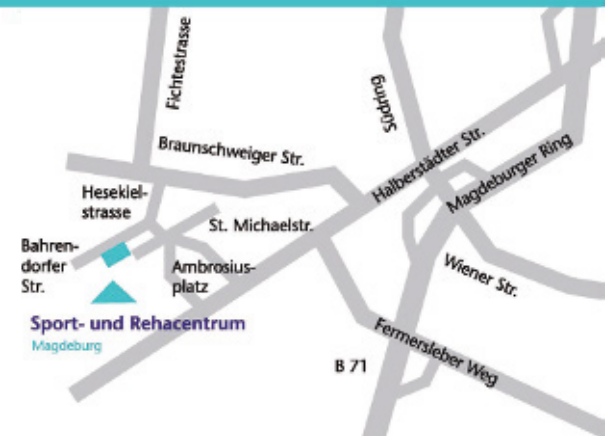 Fichtestrasse
Südring
Braunschweiger Str.
Halberstädter Str.
Magdeburger Ring
Hesekiel-
strasse
St. Michaelstr.
Bahren-
dorfer
Str.
Ambrosius-
platz
Wiener Str.
Sport- und Rehacentrum
Magdeburg
Fermersleber Weg
B 71